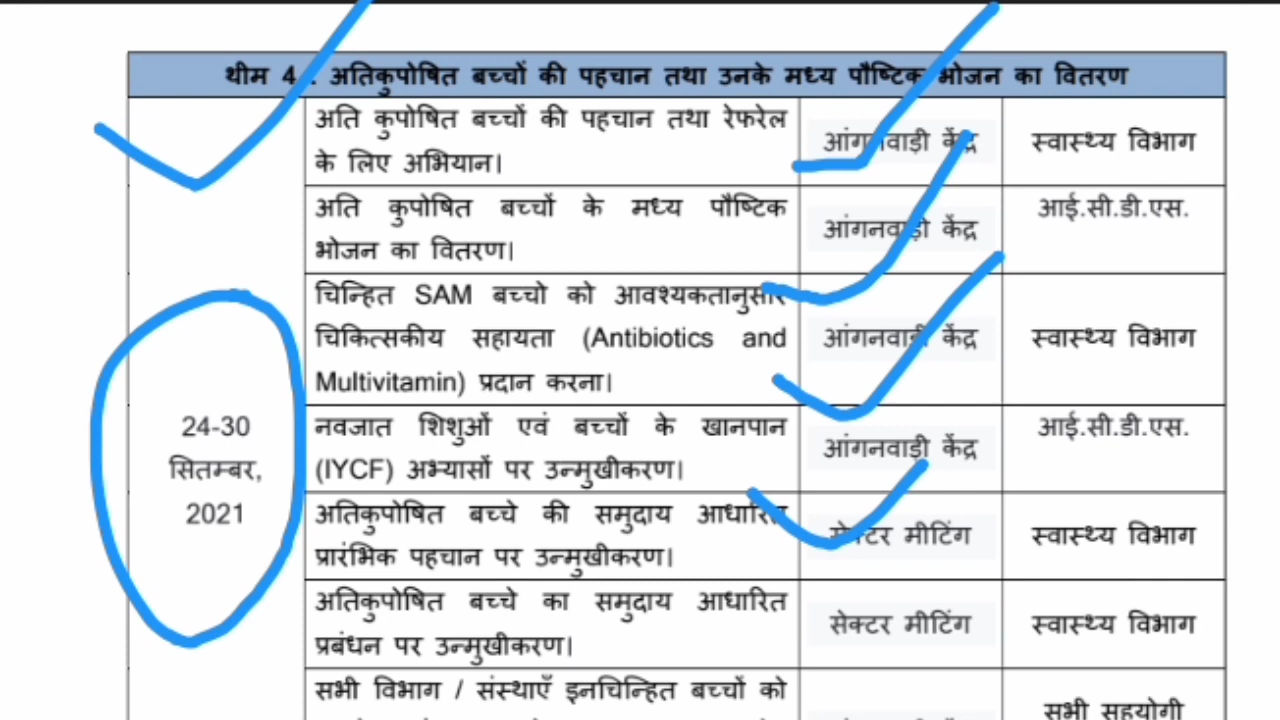 थीम 4 : अतिकुपोषित बच्चों की पहचान तथा उनके मध्य पौष्टिक भोजन का वितरण
अति कुपोषित बच्चों की पहचान तथा रेफरेल
के लिए अभियान।
आंगनवाड़ी केंद्र
स्वास्थ्य विभाग
अति कुपोषित बच्चों के मध्य पौष्टिक
भोजन का वितरण।
आंगनवाड़ी केंद्र
आई.सी.डी.एस.
चिन्हित SAM बच्चो को आवश्यकतानुसार
चिकित्सकीय सहायता (Antibiotics and
Multivitamin) प्रदान करना।
आंगनवाड़ी केंद्र
स्वास्थ्य विभाग
24-30
सितम्बर,
2021
नवजात शिशुओं एवं बच्चों के खानपान
(IYCF) अभ्यासों पर उन्मुखीकरण।
आंगनवाड़ी केंद्र
आई.सी.डी.एस.
अतिकुपोषित बच्चे की समुदाय आधारित
प्रारंभिक पहचान पर उन्मुखीकरण।
सेक्टर मीटिंग
स्वास्थ्य विभाग
अतिकुपोषित बच्चे का समुदाय आधारित
प्रबंधन पर उन्मुखीकरण।
सेक्टर मीटिंग
स्वास्थ्य विभाग
सभी विभाग / संस्थाएँ इनचिन्हित बच्चों को
सभी सहयोगी